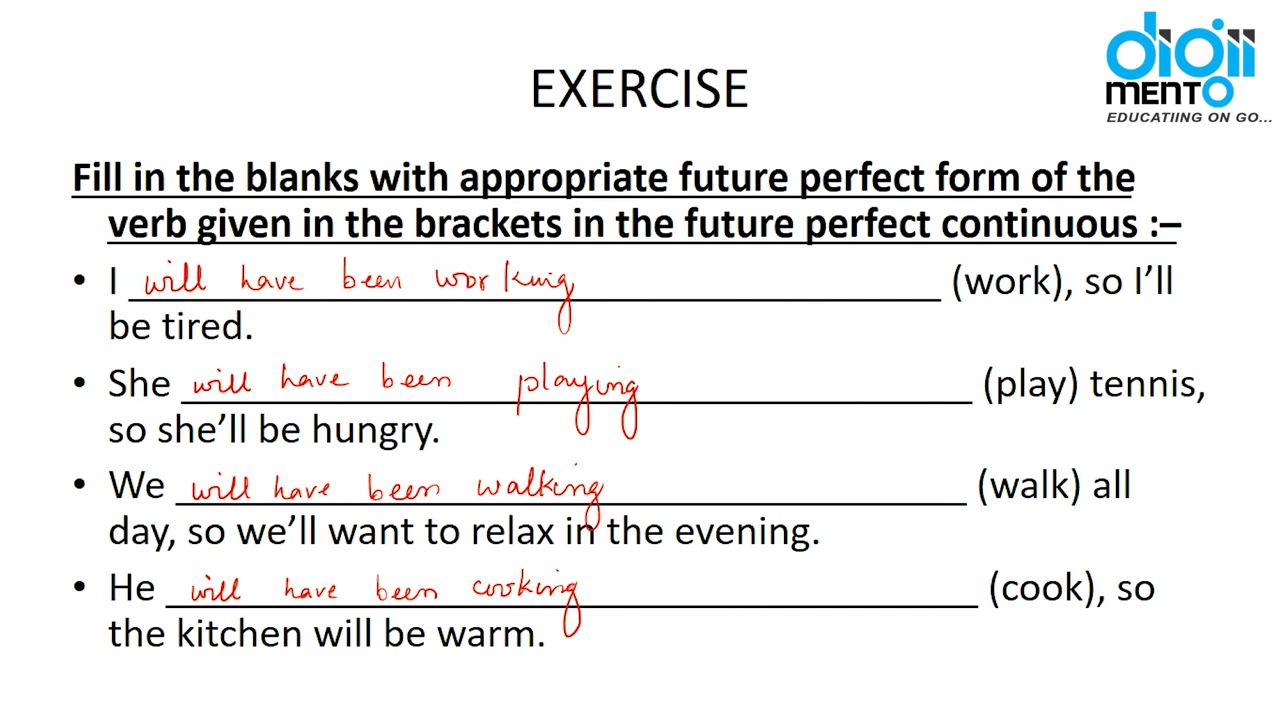 digii
MENTO
EDUCATIING ON GO...
EXERCISE
Fill in the blanks with appropriate future perfect form of the
verb given in the brackets in the future perfect continuous :–
• I will have been working (work), so I’ll
be tired.
• She will have been playing (play) tennis,
so she’ll be hungry.
• We will have been walking (walk) all
day, so we’ll want to relax in the evening.
• He will have been cooking (cook), so
the kitchen will be warm.